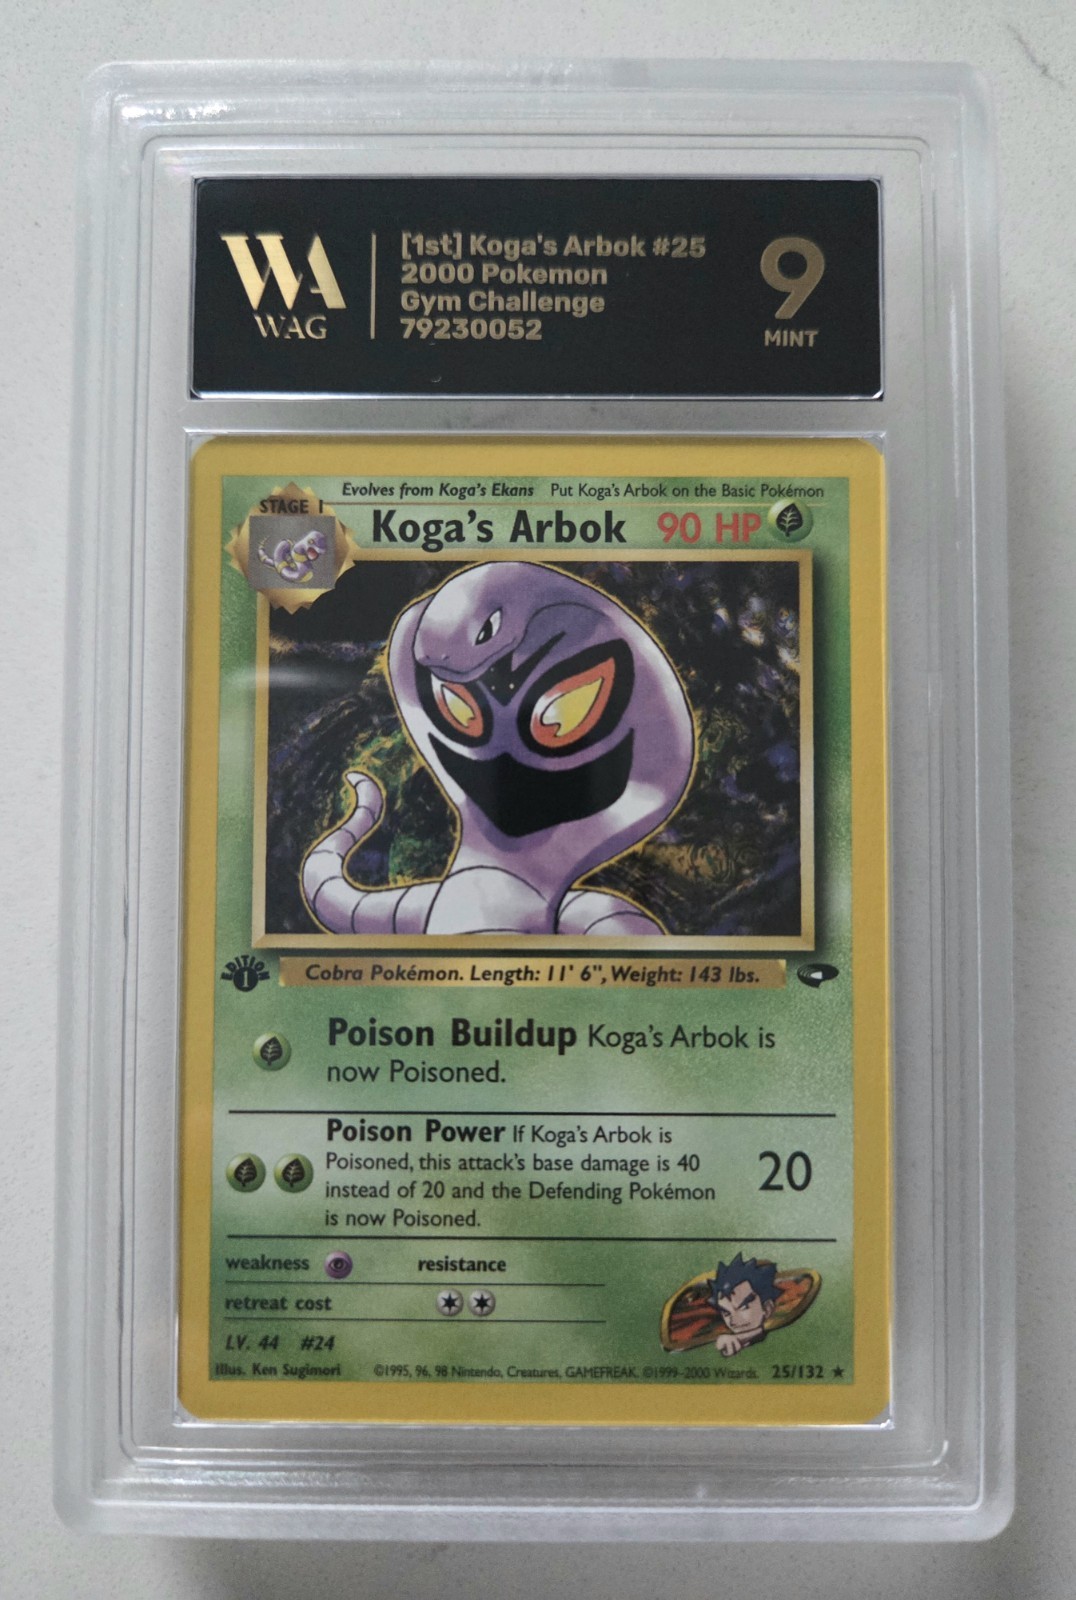 WA
WAG
[1st] Koga's Arbok #25
2000 Pokemon
Gym Challenge
79230052
9
MINT
Evolves from Koga's Ekans Put Koga's Arbok on the Basic Pokémon
STAGE 1
Koga's Arbok 90 HP
EDITION
1
Cobra Pokémon. Length: 11' 6", Weight: 143 lbs.
Poison Buildup Koga's Arbok is
now Poisoned.
Poison Power If Koga's Arbok is
Poisoned, this attack's base damage is 40
instead of 20 and the Defending Pokémon
is now Poisoned.
20
weakness resistance
retreat cost
LV. 44 #24
Illus. Ken Sugimori ©1995, 96, 98 Nintendo, Creatures, GAMEFREAK. ©1999-2000 Wizards. 25/132 ★